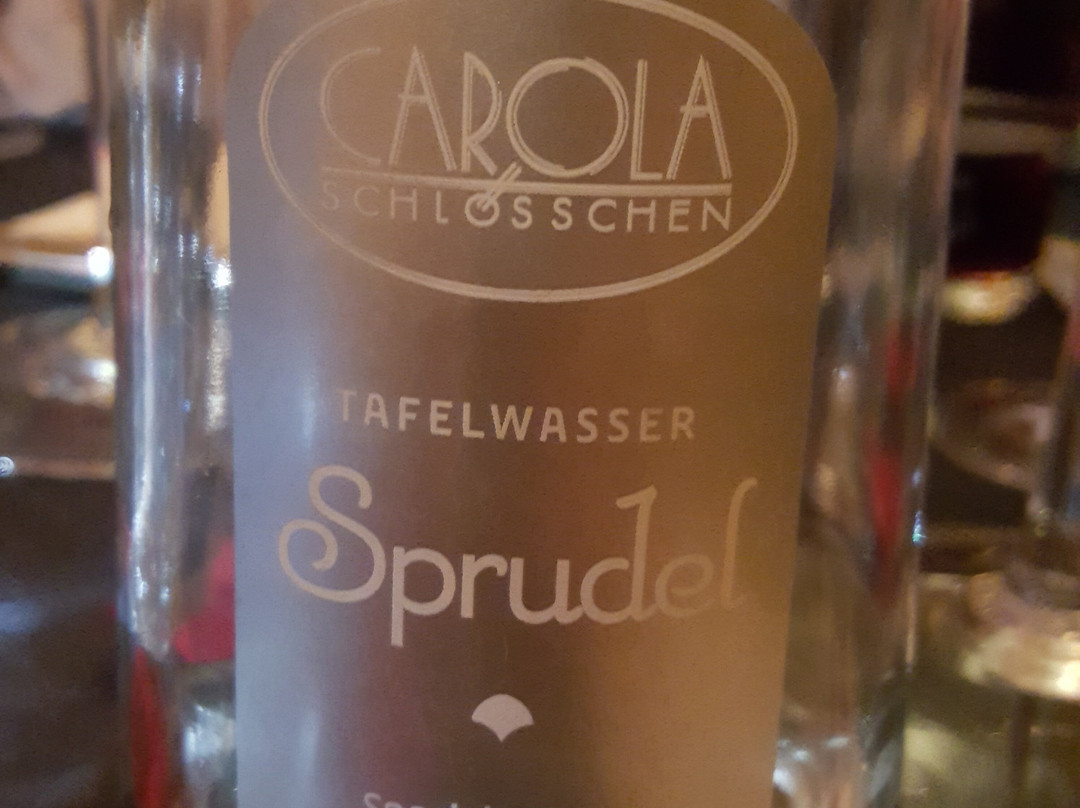 CAROLA
SCHLÖSSCHEN
TAFELWASSER
Sprudel